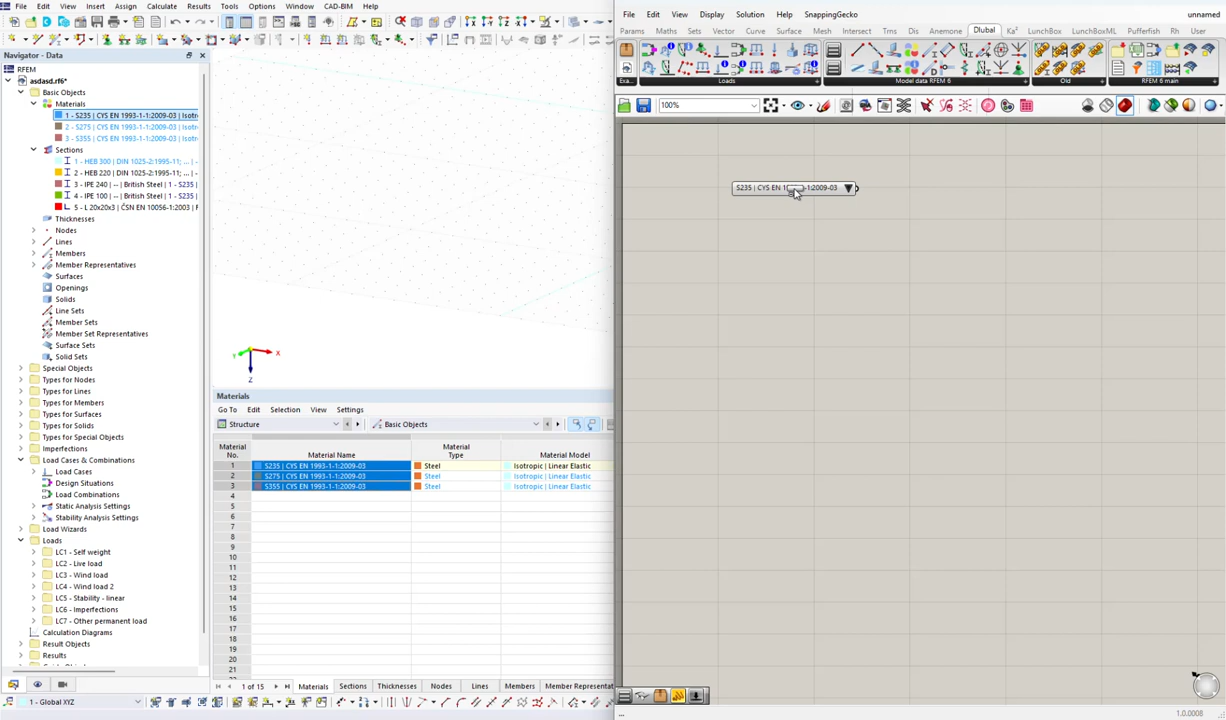 File Edit View Insert Assign Calculate Results Tools Options Window CAD-BIM Help
Navigator - Data
RFEM
asdasd.rf6*
Basic Objects
Materials
1 - S235 | CYS EN 1993-1-1:2009-03 | Isotro
2 - S275 | CYS EN 1993-1-1:2009-03 | Isotro
3 - S355 | CYS EN 1993-1-1:2009-03 | Isotro
Sections
1 - HEB 300 | DIN 1025-2:1995-11; ... | -
2 - HEB 220 | DIN 1025-2:1995-11; ... | -
3 - IPE 240 | -- | British Steel | 1 - S235
4 - IPE 100 | -- | British Steel | 1 - S235
5 - L 20x20x3 | ČSN EN 10056-1:2003 | F
Thicknesses
Nodes
Lines
Members
Member Representatives
Surfaces
Openings
Solids
Line Sets
Member Sets
Member Set Representatives
Surface Sets
Solid Sets
Special Objects
Types for Nodes
Types for Lines
Types for Members
Types for Surfaces
Types for Solids
Types for Special Objects
Imperfections
Load Cases & Combinations
Load Cases
Design Situations
Load Combinations
Static Analysis Settings
Stability Analysis Settings
Load Wizards
Loads
LC1 - Self weight
LC2 - Live load
LC3 - Wind load
LC4 - Wind load 2
LC5 - Stability - linear
LC6 - Imperfections
LC7 - Other permanent load
Calculation Diagrams
Result Objects
Results
1 - Global XYZ
Y X
Z
Materials
Go To Edit Selection View Settings
Structure Basic Objects
Material No. Material Name Material Type Material Model
1 S235 | CYS EN 1993-1-1:2009-03 Steel Isotropic | Linear Elastic
2 S275 | CYS EN 1993-1-1:2009-03 Steel Isotropic | Linear Elastic
3 S355 | CYS EN 1993-1-1:2009-03 Steel Isotropic | Linear Elastic
4
5
6
7
8
9
10
11
12
13
14
15
16
17
18
19
20
21
1 of 15 Materials Sections Thicknesses Nodes Lines Members Member Representat
File Edit View Display Solution Help SnappingGecko unnamed
Params Maths Sets Vector Curve Surface Mesh Intersect Trns Dis Anemone Dlubal Ka² LunchBox LunchBoxML Pufferfish Rh User
Exa... Loads Model data RFEM 6 Old RFEM 6 main
100%
S235 | CYS EN 1 -1:2009-03
...
1.0.0008